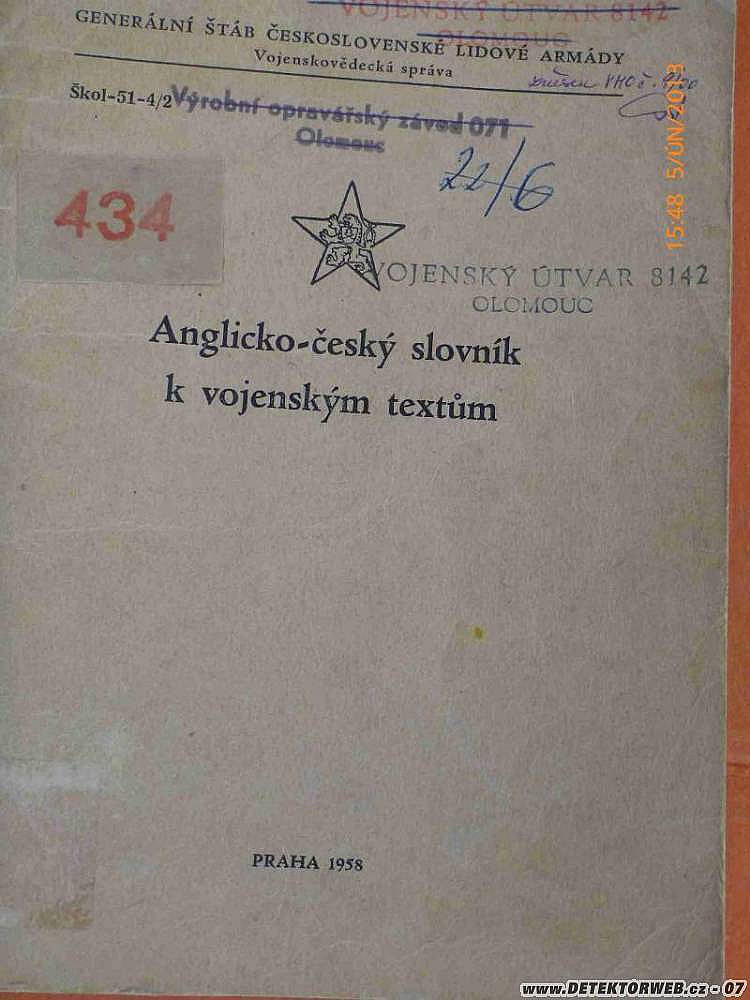 VOJENSKÝ ÚTVAR 8142
OLOMOUC
GENERÁLNÍ ŠTÁB ČESKOSLOVENSKÉ LIDOVÉ ARMÁDY
Vojenskovědecká správa
Škol-51-4/2
Výrobní opravářský závod 071
Olomouc
22/6
434
15:48 5/ÚN/2013
VOJENSKÝ ÚTVAR 8142
OLOMOUC
Anglicko-český slovník
k vojenským textům
PRAHA 1958
www.DETEKTORWEB.cz - 07